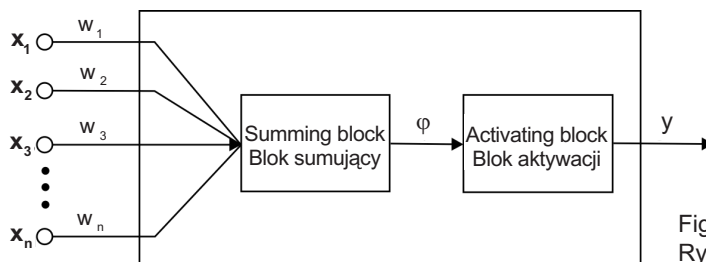 x1 w1
x2 w2
x3 w3
xn wn
Summing block
Blok sumujący
φ
Activating block
Blok aktywacji
y
Fig
Ry